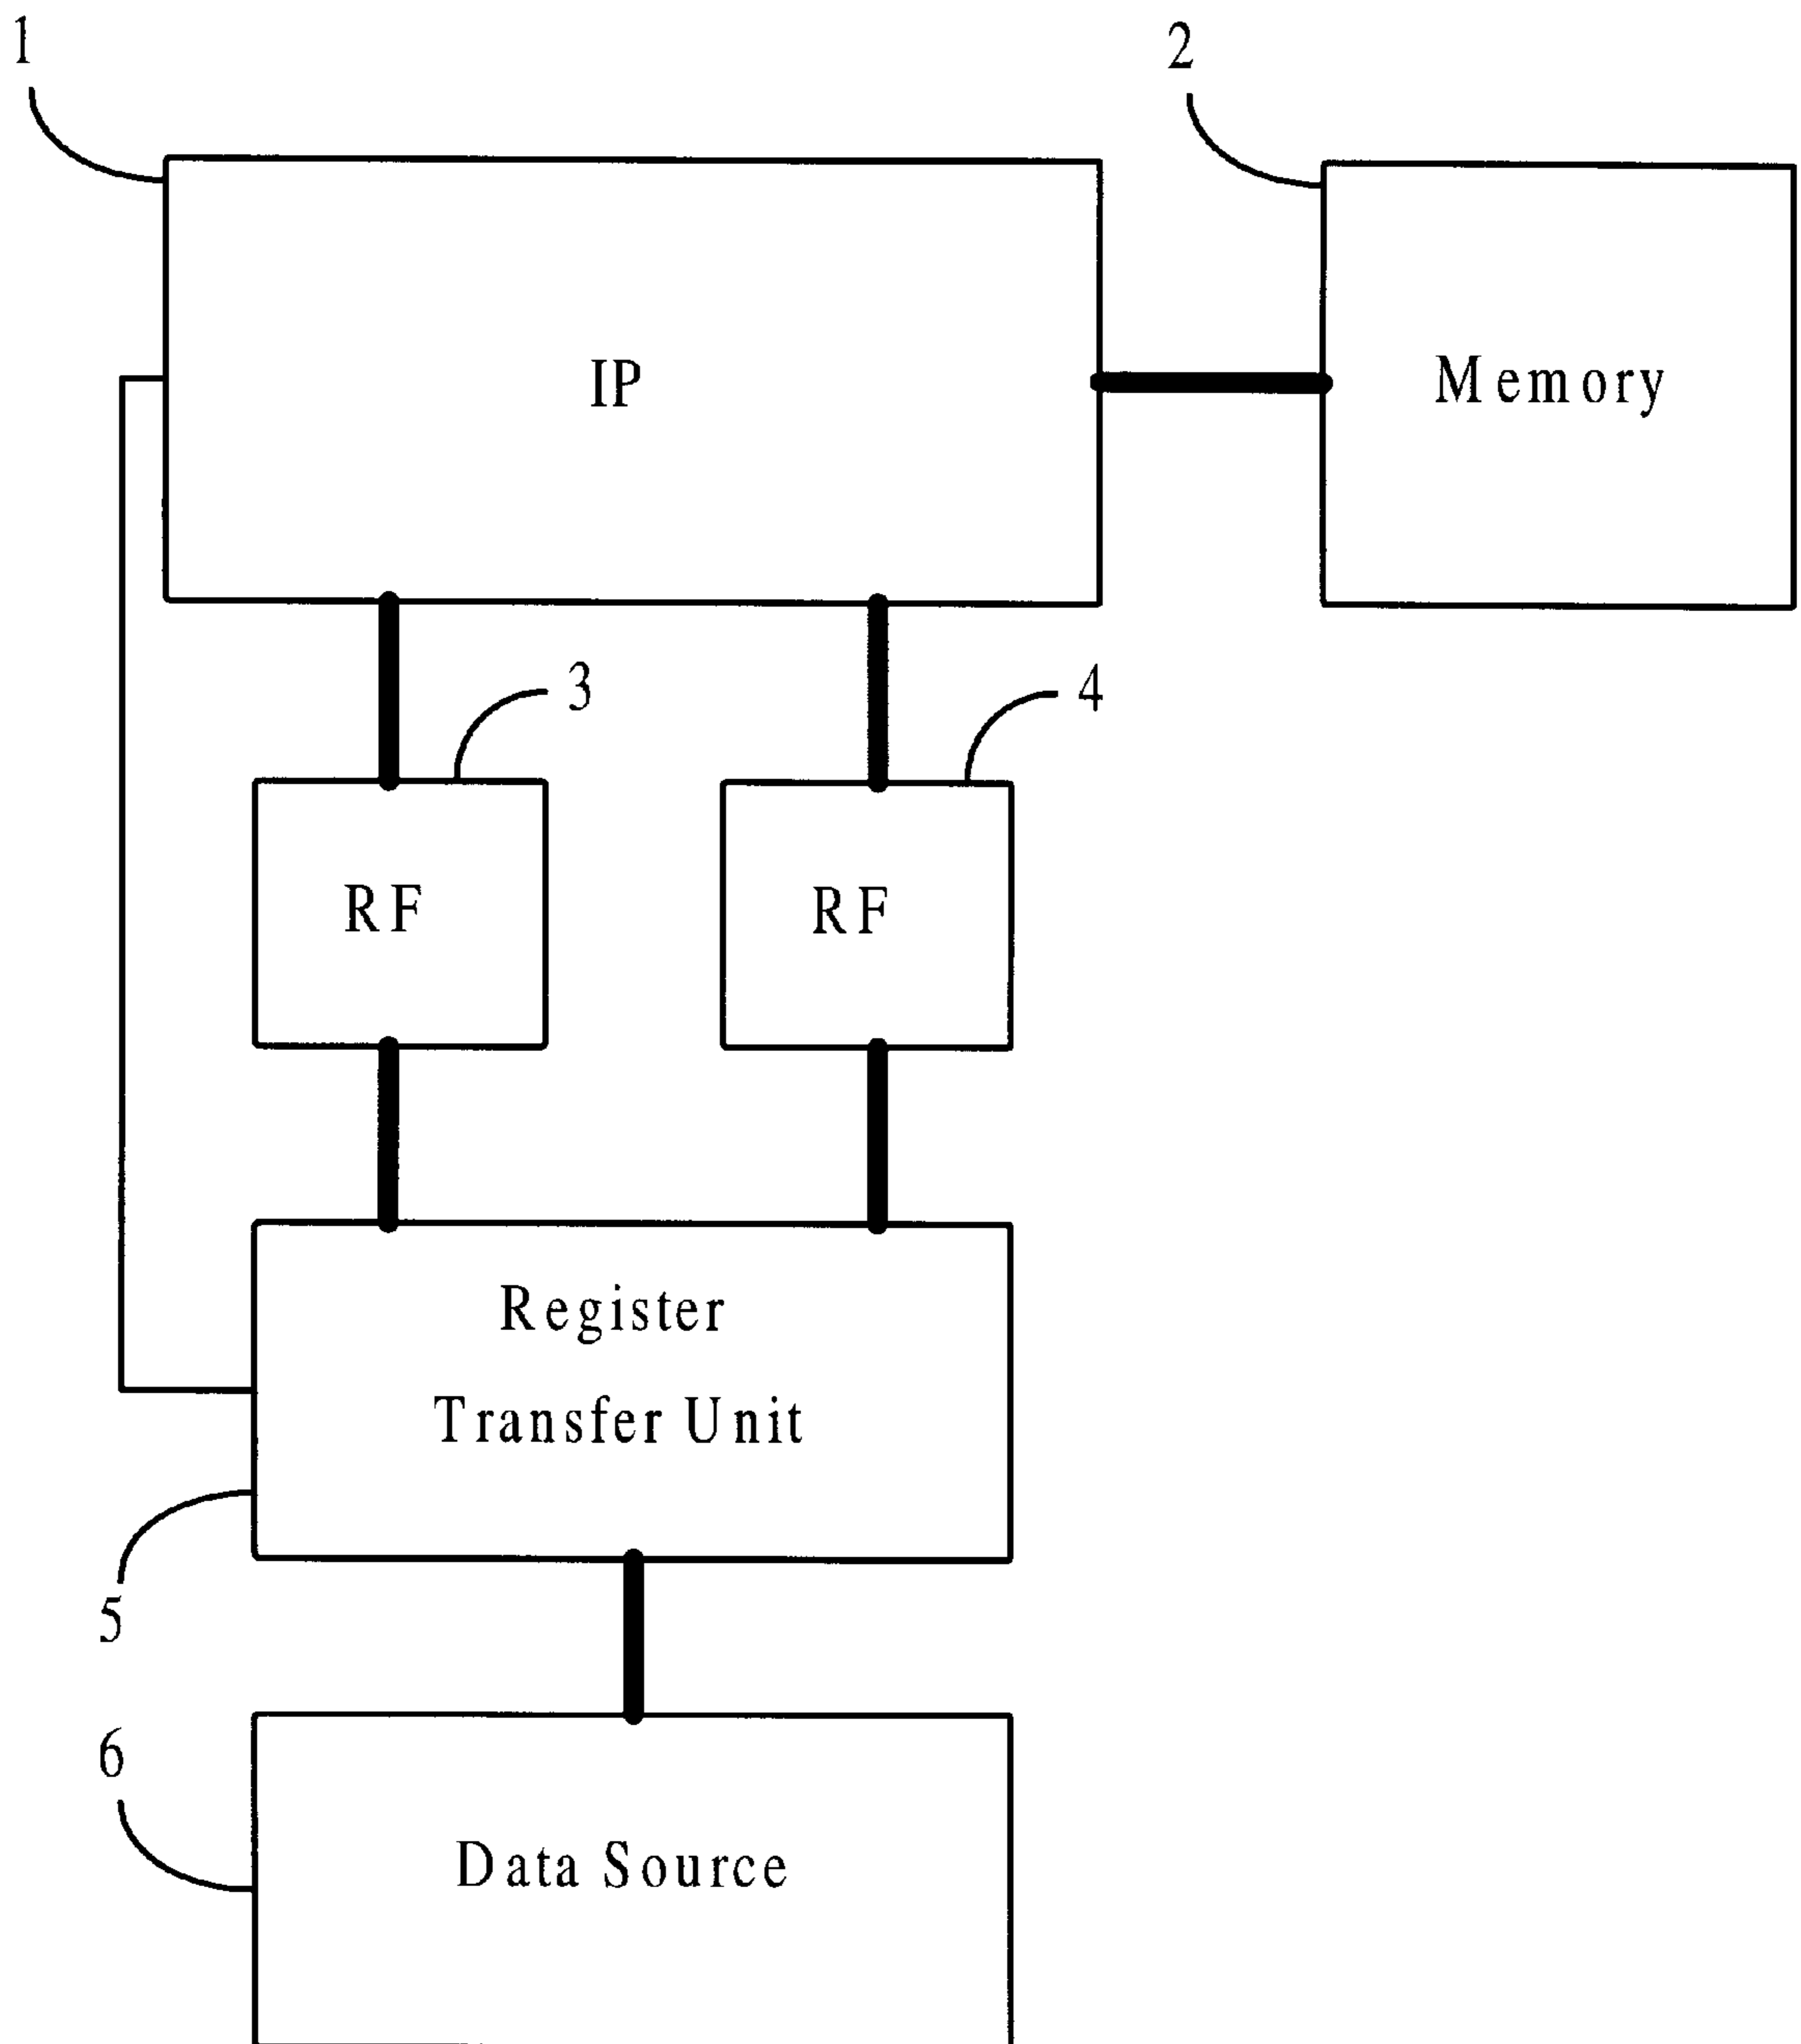 1
2
IP
Memory
3
4
RF
RF
Register
Transfer Unit
5
6
Data Source